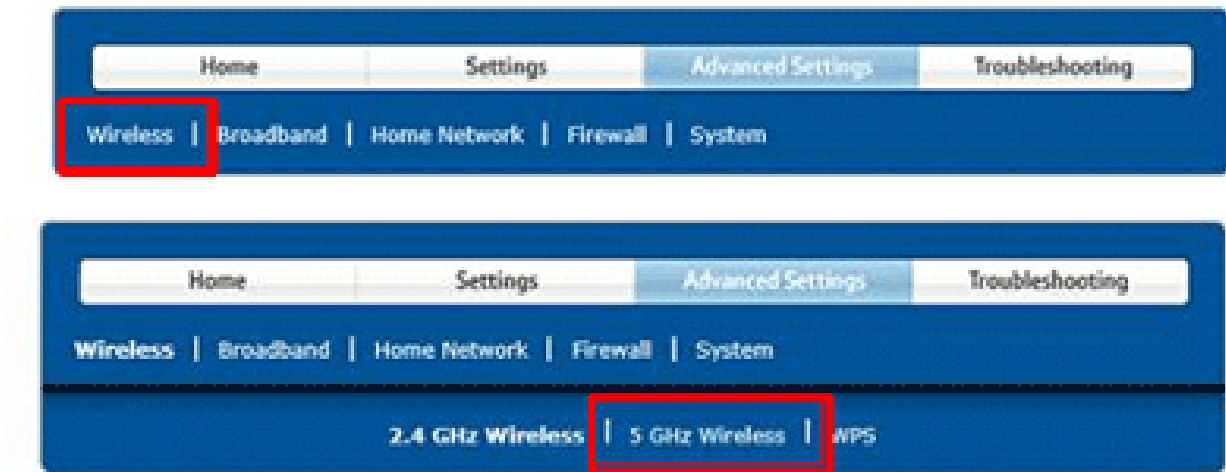 Home Settings Advanced Settings Troubleshooting
Wireless | Broadband | Home Network | Firewall | System
Home Settings Advanced Settings Troubleshooting
Wireless | Broadband | Home Network | Firewall | System
2.4 GHz Wireless | 5 GHz Wireless | WPS